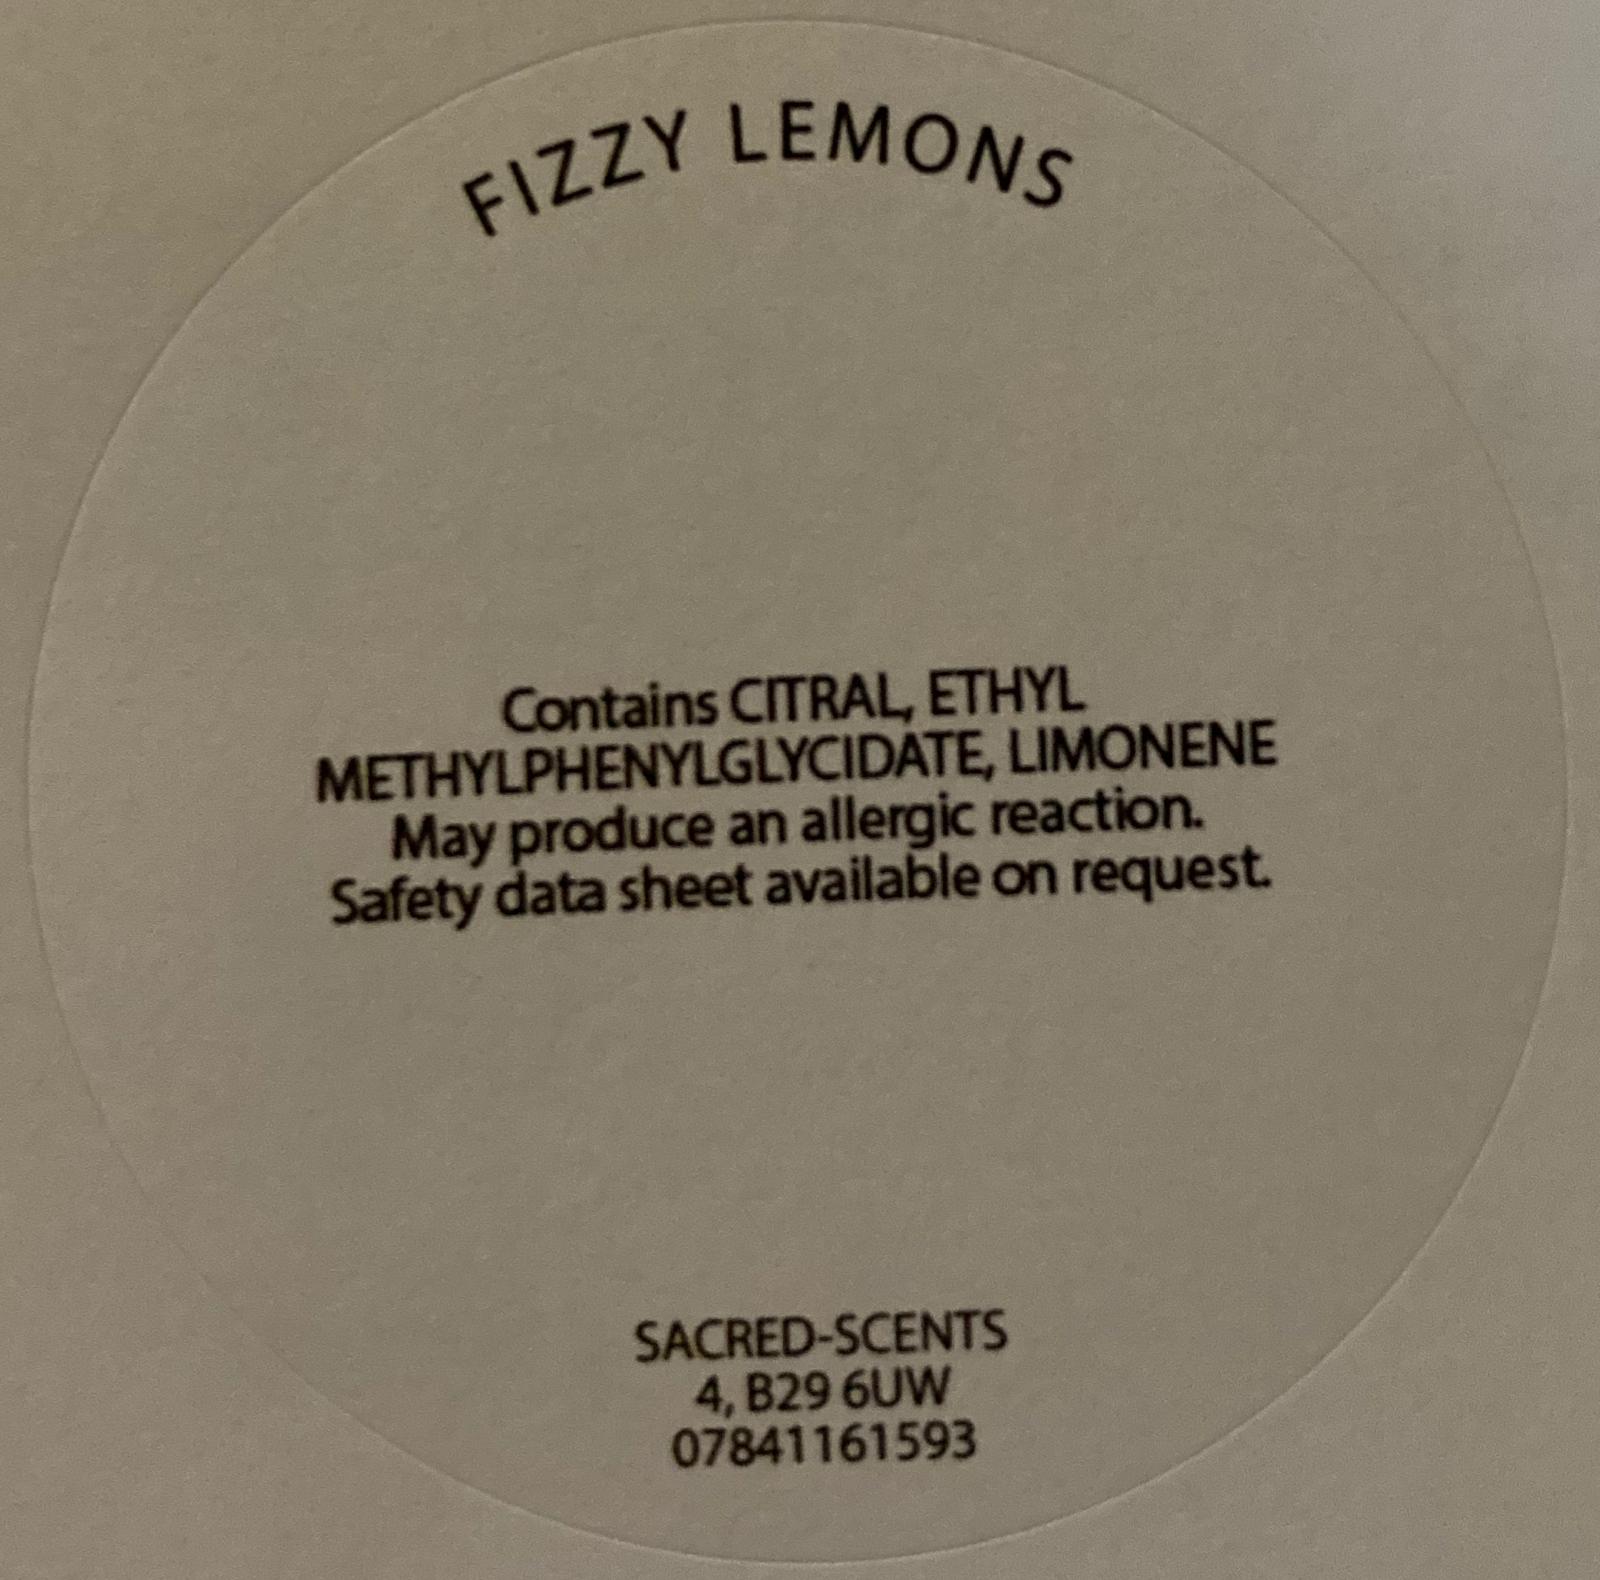 FIZZY LEMONS
Contains CITRAL, ETHYL
METHYLPHENYLGLYCIDATE, LIMONENE
May produce an allergic reaction.
Safety data sheet available on request.
SACRED-SCENTS
4, B29 6UW
07841161593